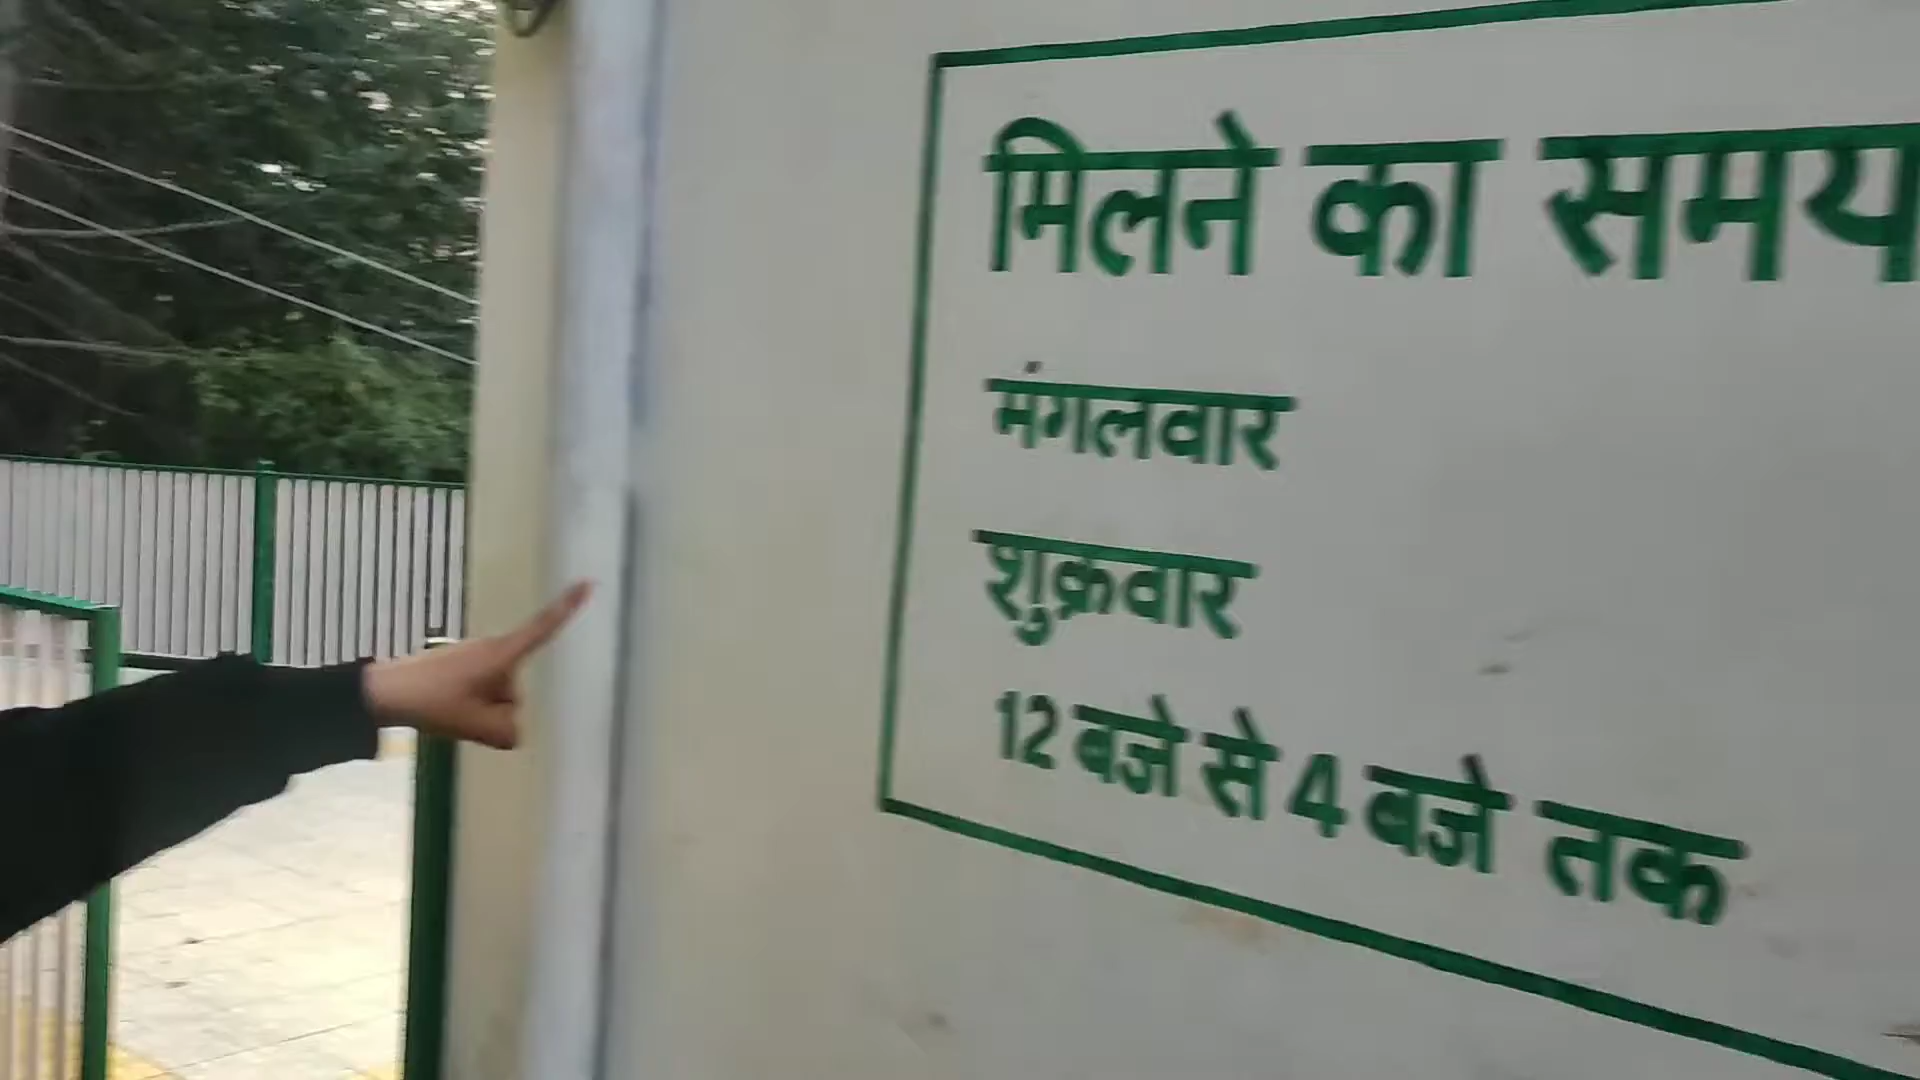 मिलने का समय
मंगलवार
शुक्रवार
12 बजे से 4 बजे तक